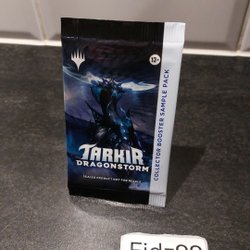 13+
TARKIR
DRAGONSTORM
COLLECTOR BOOSTER SAMPLE PACK